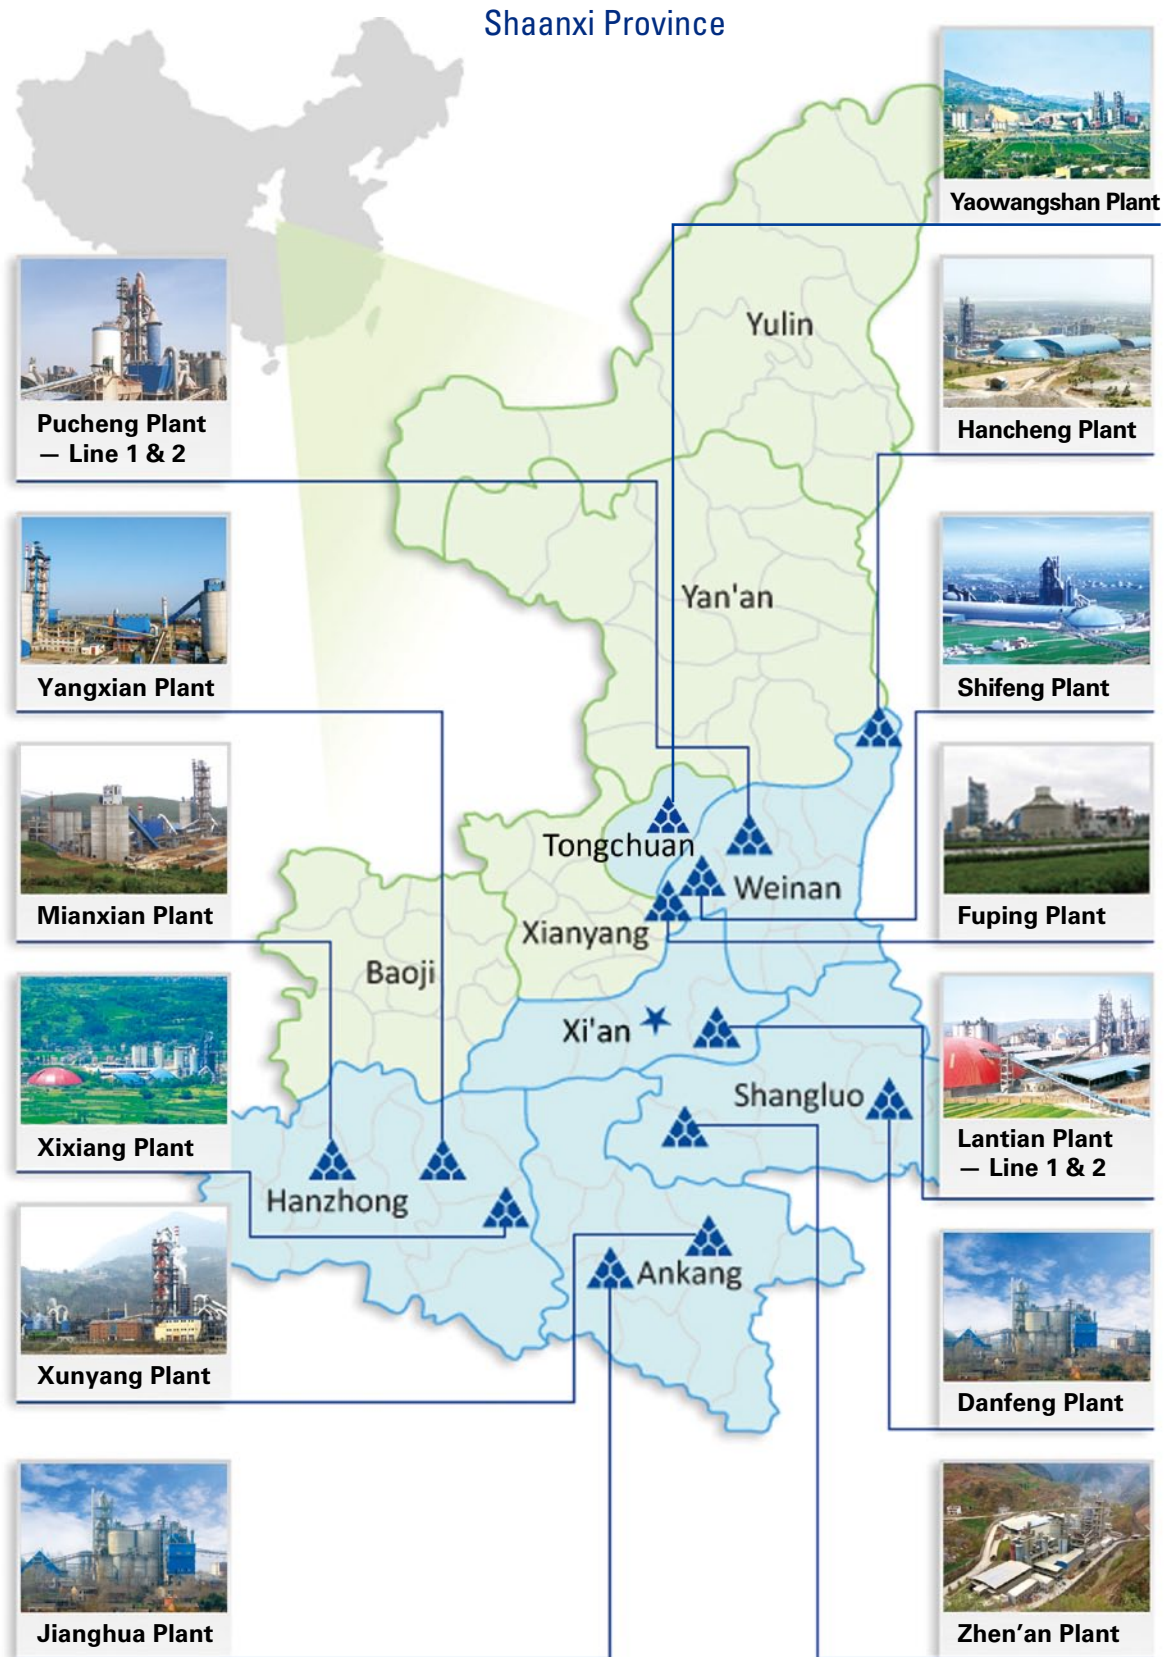 Shaanxi Province
Yaowangshan Plant
Pucheng Plant
— Line 1 & 2
Hancheng Plant
Yulin
Yangxian Plant
Yan'an
Shifeng Plant
Mianxian Plant
Tongchuan
Weinan
Fuping Plant
Xianyang
Baoji
Xi'an
Xixiang Plant
Shangluo
Lantian Plant
— Line 1 & 2
Hanzhong
Ankang
Xunyang Plant
Danfeng Plant
Jianghua Plant
Zhen’an Plant